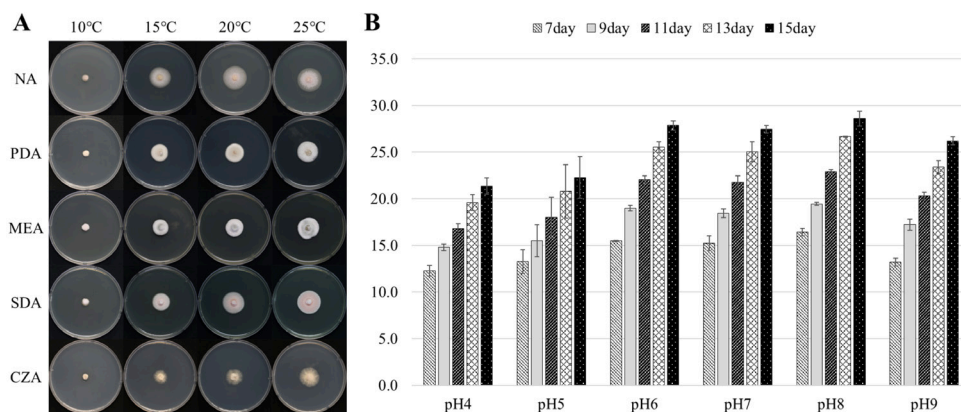 A
10℃ 15℃ 20℃ 25℃
NA
PDA
MEA
SDA
CZA
B
7day 9day 11day 13day 15day
35.0
30.0
25.0
20.0
15.0
10.0
5.0
0.0
pH4 pH5 pH6 pH7 pH8 pH9